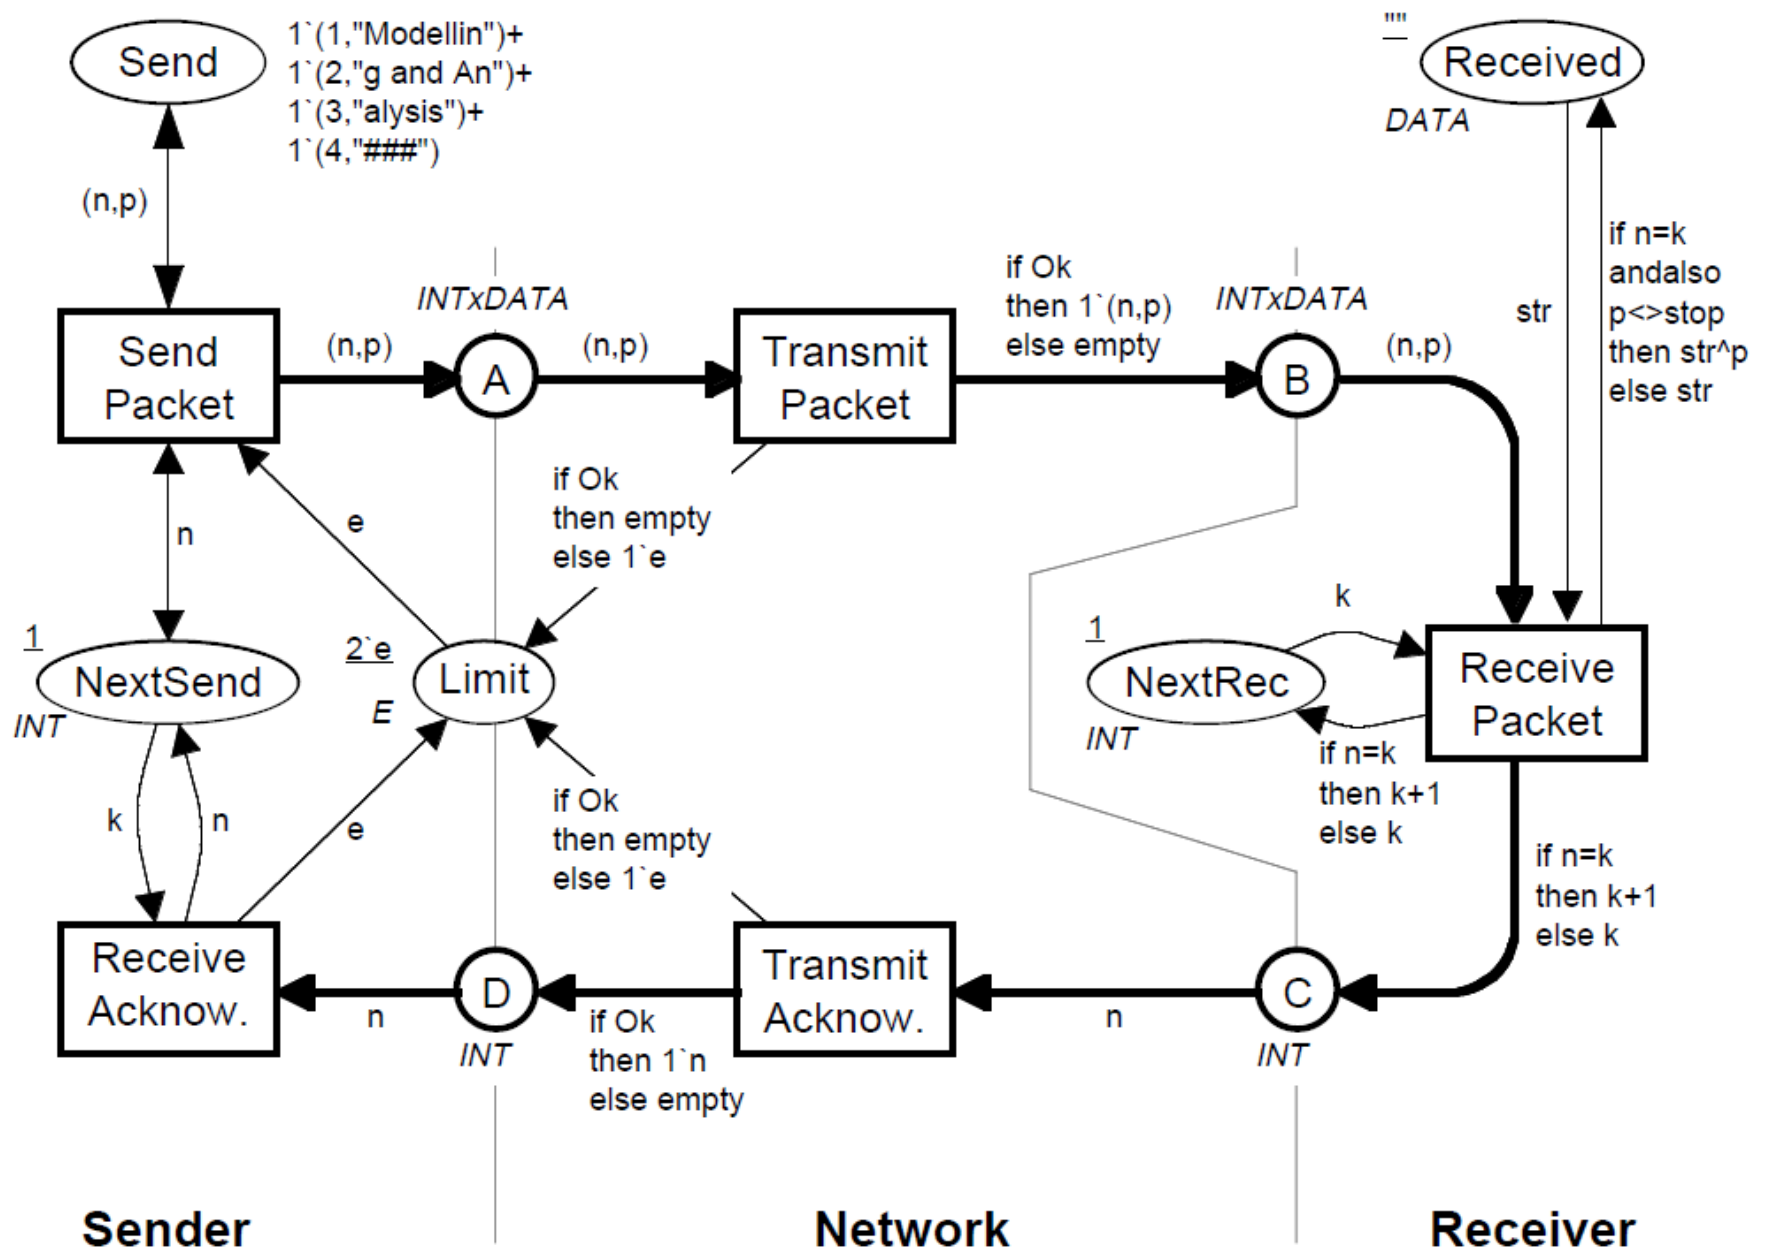 Send
1`(1,"Modellin")+
1`(2,"g and An")+
1`(3,"alysis")+
1`(4,"###")
""
Received
DATA
(n,p)
if n=k
andalso
p<>stop
then str^p
else str
str
Send
Packet
(n,p)
INTxDATA
A
(n,p)
Transmit
Packet
if Ok
then 1`(n,p)
else empty
INTxDATA
B
(n,p)
n
e
if Ok
then empty
else 1`e
1
NextSend
INT
2`e
Limit
E
1
NextRec
INT
k
Receive
Packet
if n=k
then k+1
else k
if n=k
then k+1
else k
k
n
e
if Ok
then empty
else 1`e
Receive
Acknow.
n
D
INT
if Ok
then 1`n
else empty
Transmit
Acknow.
n
C
INT
Sender
Network
Receiver